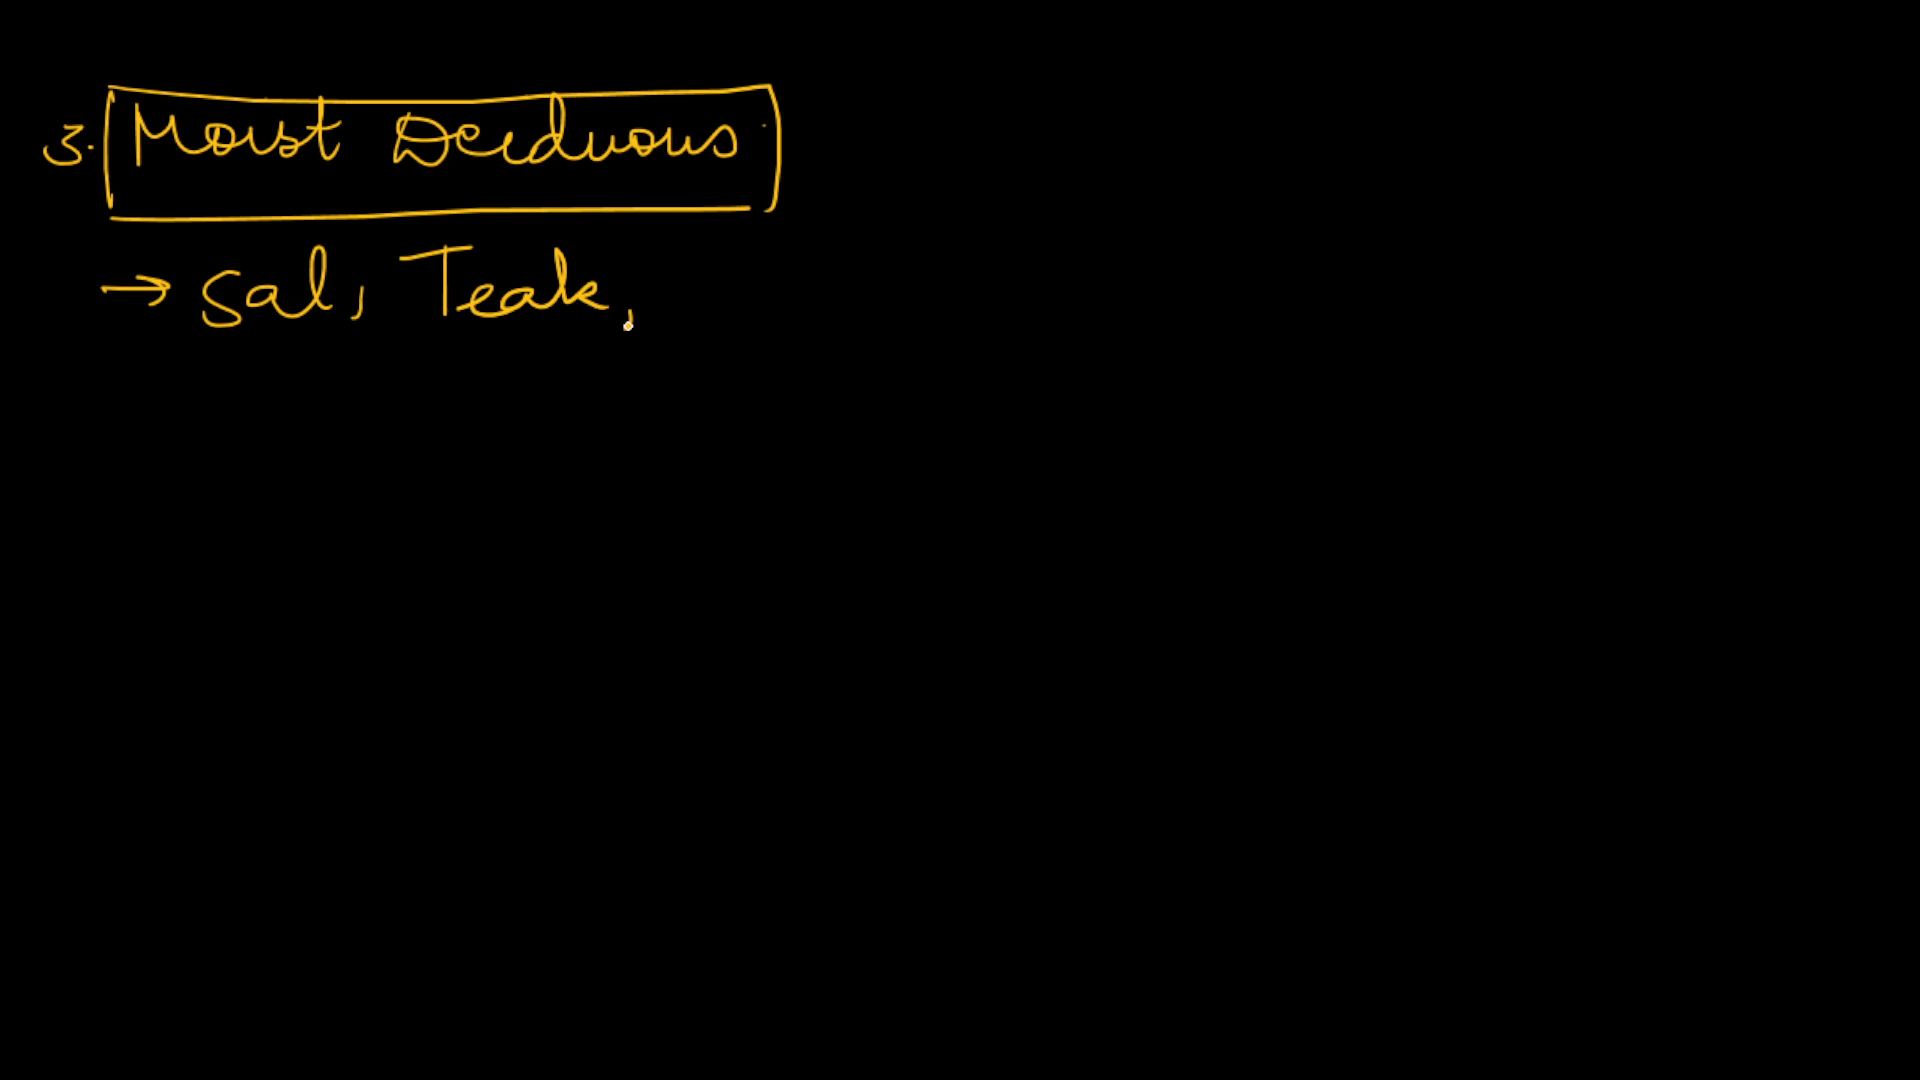 3. Moist Deciduous
→ Sal, Teak,